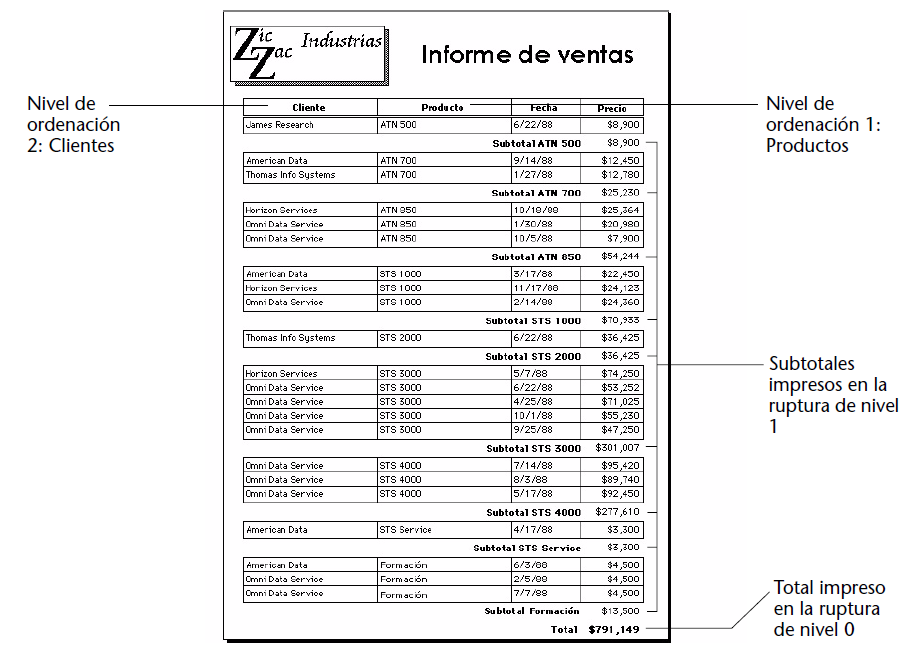 Zic Zac Industrias
Informe de ventas
Nivel de
ordenación
2: Clientes
Nivel de
ordenación 1:
Productos
Cliente Producto Fecha Precio
James Research ATN 500 6/22/88 $8,900
Subtotal ATN 500 $8,900
American Data ATN 700 9/14/88 $12,450
Thomas Info Systems ATN 700 1/27/88 $12,780
Subtotal ATN 700 $25,230
Horizon Services ATN 850 10/18/88 $25,364
Omni Data Service ATN 850 1/30/88 $20,980
Omni Data Service ATN 850 10/5/88 $7,900
Subtotal ATN 850 $54,244
American Data STS 1000 3/17/88 $22,450
Horizon Services STS 1000 11/17/88 $24,123
Omni Data Service STS 1000 2/14/88 $24,360
Subtotal STS 1000 $70,933
Thomas Info Systems STS 2000 6/22/88 $36,425
Subtotal STS 2000 $36,425
Horizon Services STS 3000 5/7/88 $74,250
Omni Data Service STS 3000 6/22/88 $53,252
Omni Data Service STS 3000 4/25/88 $71,025
Omni Data Service STS 3000 10/1/88 $55,230
Omni Data Service STS 3000 9/25/88 $47,250
Subtotal STS 3000 $301,007
Subtotales
impresos en la
ruptura de nivel
1
Omni Data Service STS 4000 7/14/88 $95,420
Omni Data Service STS 4000 8/3/88 $89,740
Omni Data Service STS 4000 5/17/88 $92,450
Subtotal STS 4000 $277,610
American Data STS Service 4/17/88 $3,300
Subtotal STS Service $3,300
American Data Formación 6/3/88 $4,500
Omni Data Service Formación 2/5/88 $4,500
Omni Data Service Formación 7/7/88 $4,500
Subtotal Formación $13,500
Total $791,149
Total impreso
en la ruptura
de nivel 0